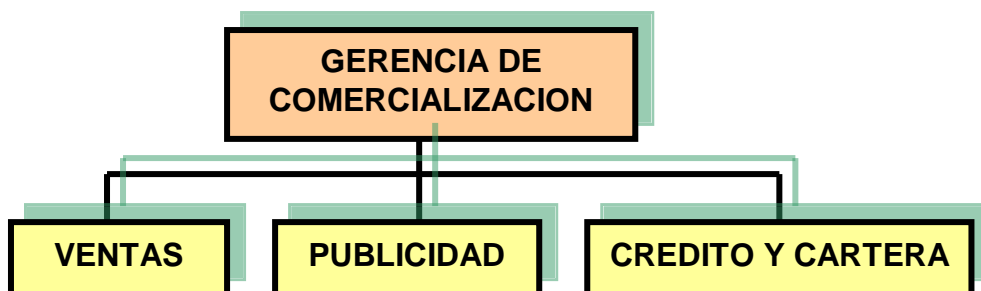 GERENCIA DE
COMERCIALIZACION
VENTAS
PUBLICIDAD
CREDITO Y CARTERA